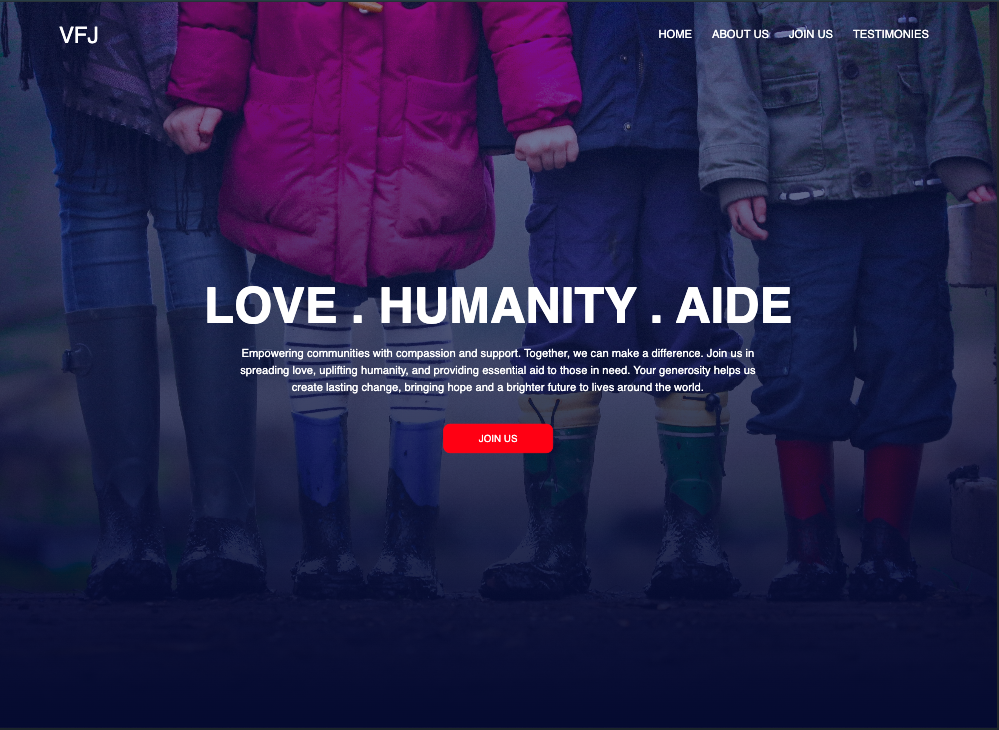 VFJ
HOME ABOUT US JOIN US TESTIMONIES
LOVE . HUMANITY . AIDE
Empowering communities with compassion and support. Together, we can make a difference. Join us in
spreading love, uplifting humanity, and providing essential aid to those in need. Your generosity helps us
create lasting change, bringing hope and a brighter future to lives around the world.
JOIN US